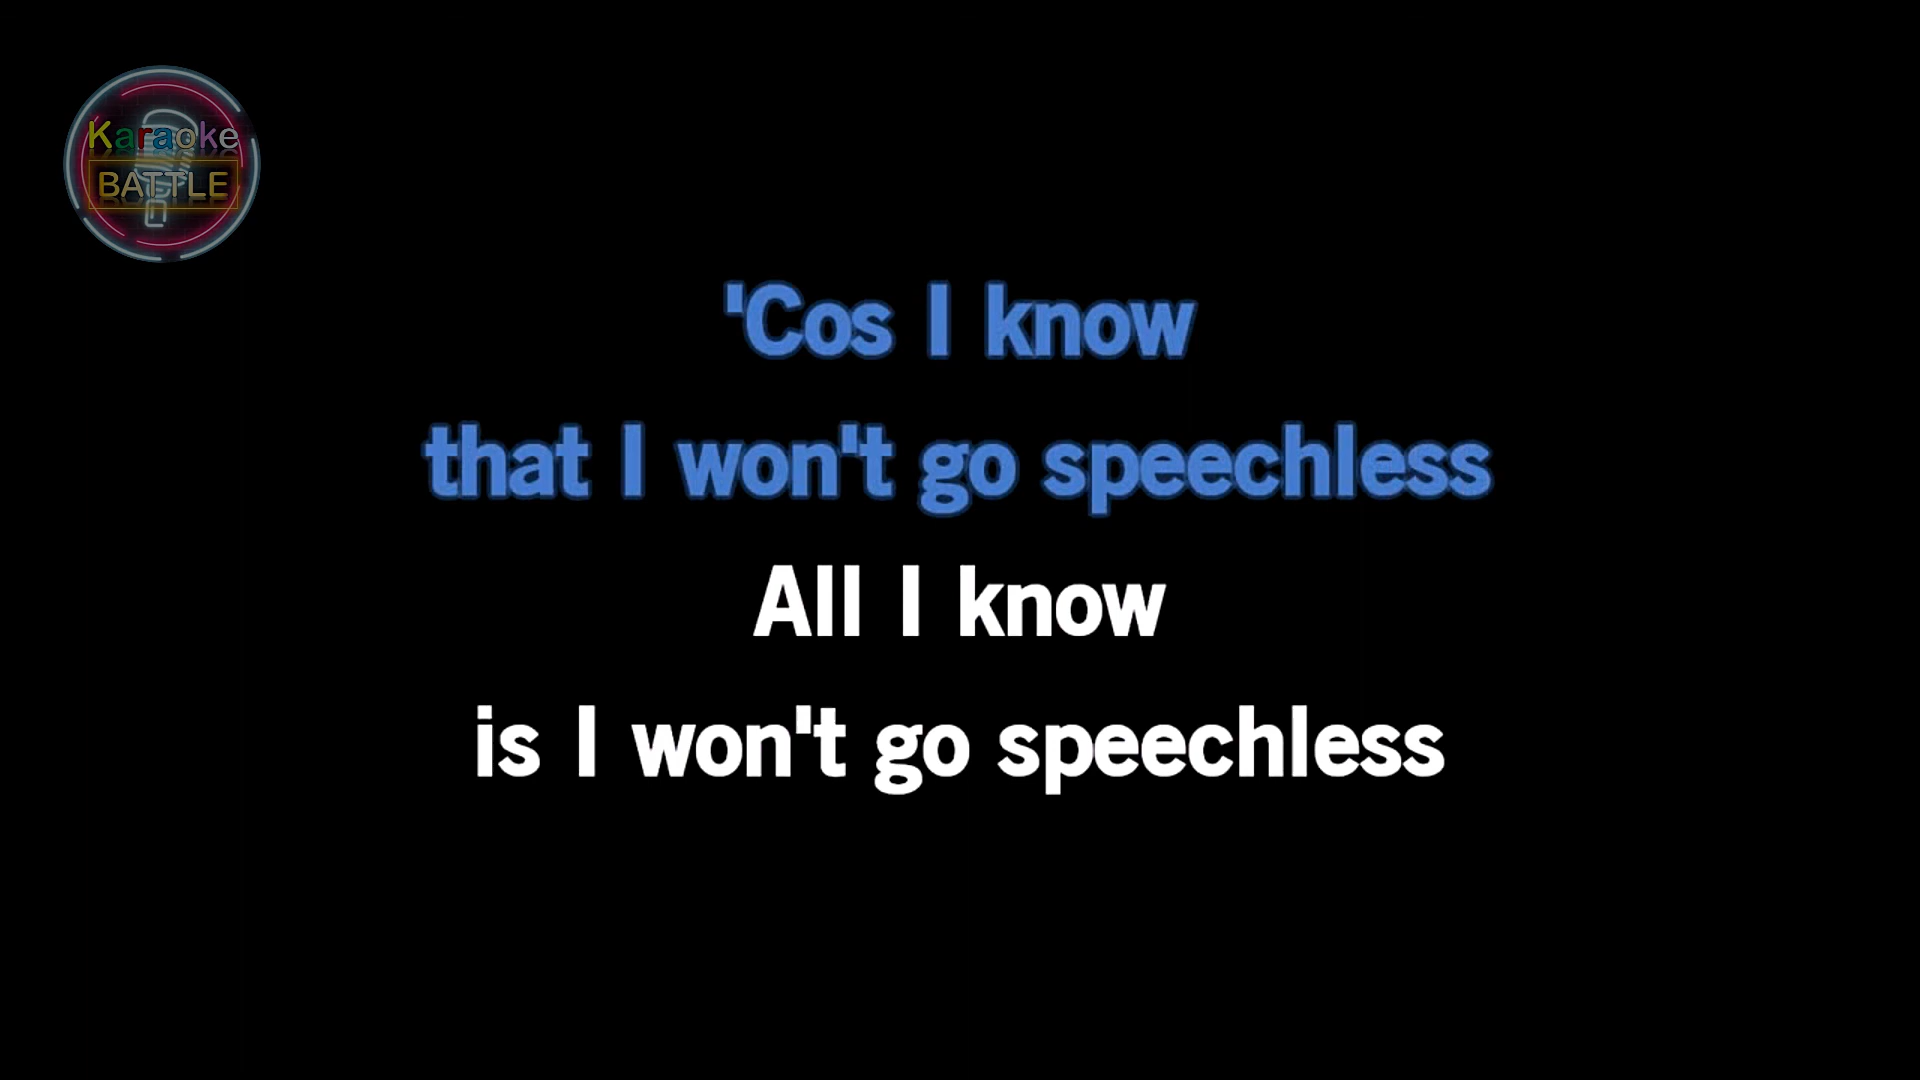 Karaoke
BATTLE
'Cos I know
that I won't go speechless
All I know
is I won't go speechless